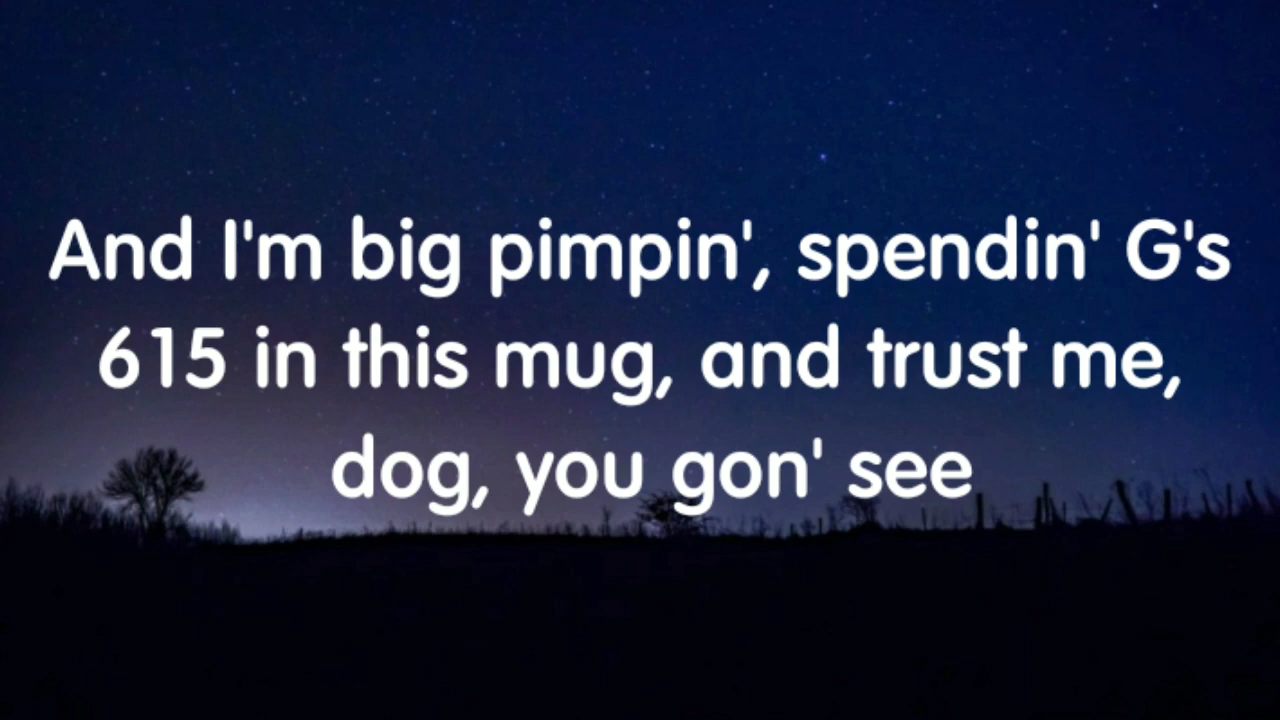 And I'm big pimpin', spendin' G's
615 in this mug, and trust me,
dog, you gon' see